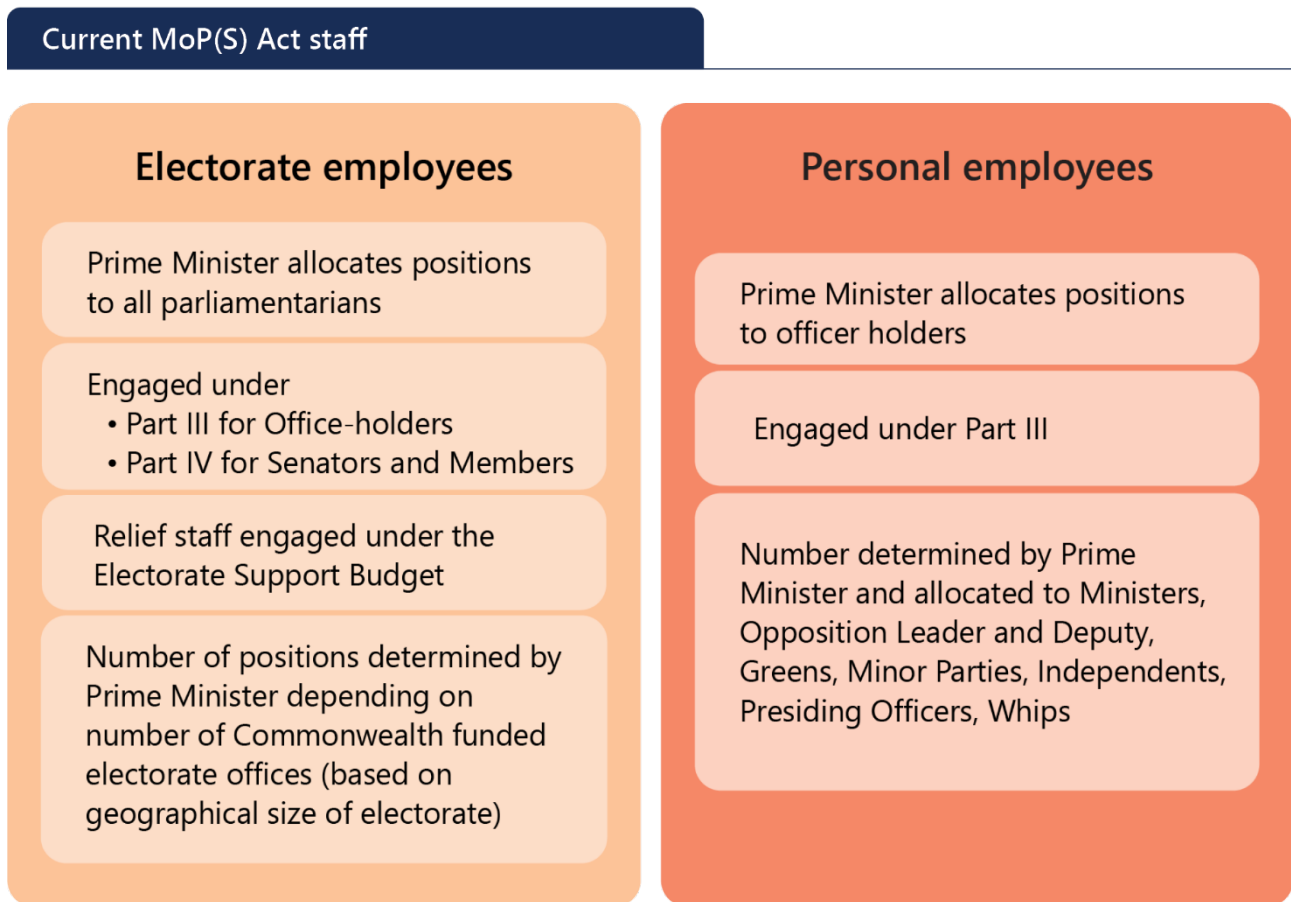 Current MoP(S) Act staff
Electorate employees
Prime Minister allocates positions
to all parliamentarians
Engaged under
• Part III for Office-holders
• Part IV for Senators and Members
Relief staff engaged under the
Electorate Support Budget
Number of positions determined by
Prime Minister depending on
number of Commonwealth funded
electorate offices (based on
geographical size of electorate)
Personal employees
Prime Minister allocates positions
to officer holders
Engaged under Part III
Number determined by Prime
Minister and allocated to Ministers,
Opposition Leader and Deputy,
Greens, Minor Parties, Independents,
Presiding Officers, Whips